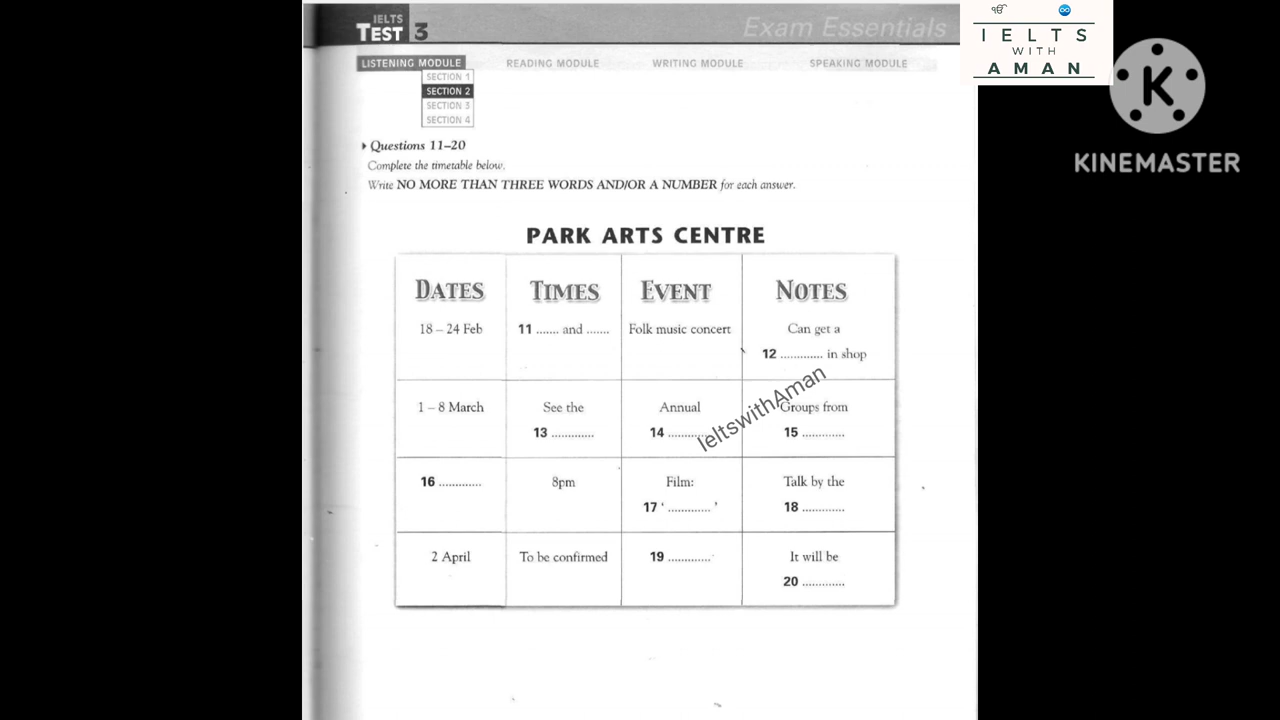 IELTS
TEST 3
Exam Essentials
LISTENING MODULE READING MODULE WRITING MODULE SPEAKING MODULE
SECTION 1
SECTION 2
SECTION 3
SECTION 4
Questions 11–20
Complete the timetable below.
Write NO MORE THAN THREE WORDS AND/OR A NUMBER for each answer.
PARK ARTS CENTRE
DATES TIMES EVENT NOTES
18 – 24 Feb 11 ....... and ....... Folk music concert Can get a
12 ............. in shop
1 – 8 March See the Annual Groups from
13 ............. 14 ............. 15 .............
16 ............. 8pm Film: Talk by the
17 ' ............. ' 18 .............
2 April To be confirmed 19 ............. It will be
20 .............
IeltswithAman
ੴ
♾
IELTS
WITH
AMAN
K
KINEMASTER